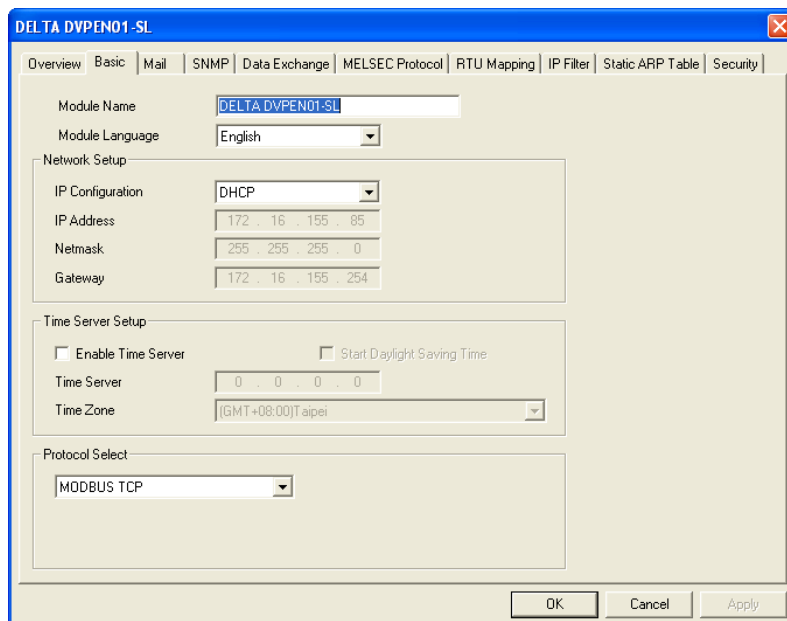 DELTA DVPEN01-SL
Overview Basic Mail SNMP Data Exchange MELSEC Protocol RTU Mapping IP Filter Static ARP Table Security
Module Name DELTA DVPEN01-SL
Module Language English
Network Setup
IP Configuration DHCP
IP Address 172 . 16 . 155 . 85
Netmask 255 . 255 . 255 . 0
Gateway 172 . 16 . 155 . 254
Time Server Setup
Enable Time Server Start Daylight Saving Time
Time Server 0 . 0 . 0 . 0
Time Zone (GMT+08:00)Taipei
Protocol Select
MODBUS TCP
OK Cancel Apply